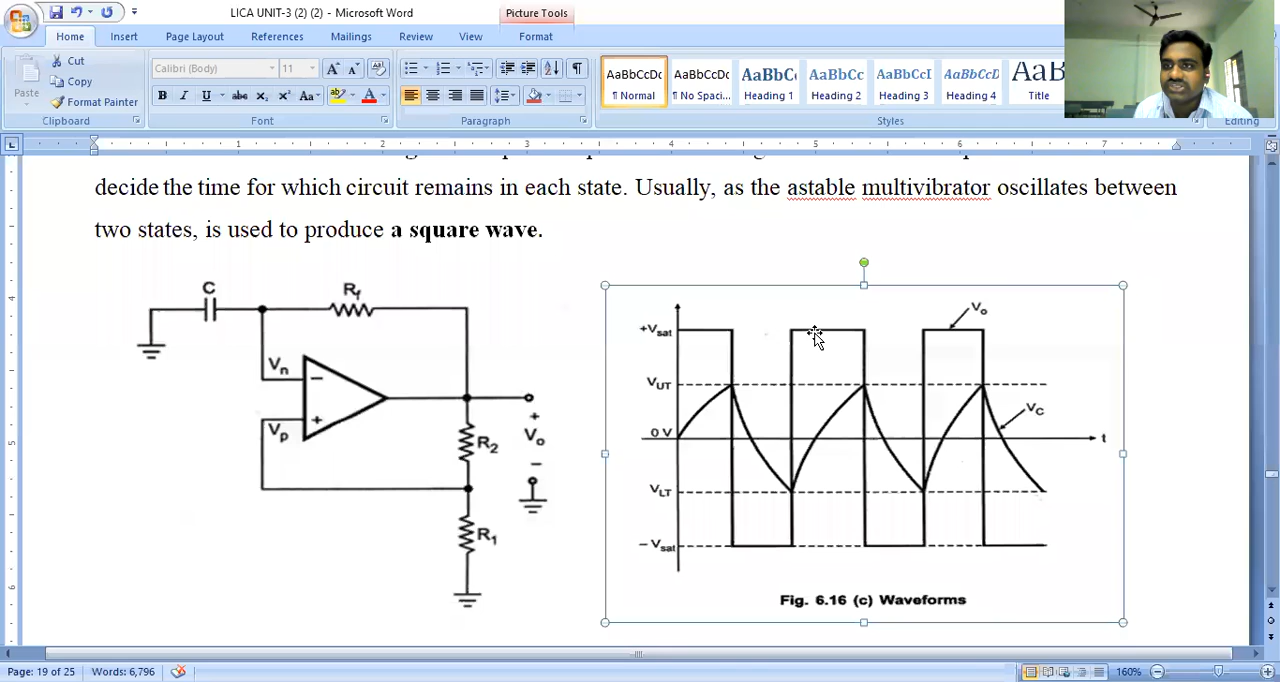 LICA UNIT-3 (2) (2) - Microsoft Word
Picture Tools
Home Insert Page Layout References Mailings Review View Format
Paste
Cut
Copy
Format Painter
Clipboard
Calibri (Body) 11
Font
Paragraph
AaBbCcDc AaBbCcDc AaBbC AaBbCc AaBbCcI AaBbCcD AaB
¶ Normal ¶ No Spaci... Heading 1 Heading 2 Heading 3 Heading 4 Title
Styles
Editing
4 5 6 7
decide the time for which circuit remains in each state. Usually, as the astable multivibrator oscillates between
two states, is used to produce a square wave.
C
Rf
Vn
Vp
+
Vo
−
R2
R1
+Vsat
VUT
0 V
VLT
− Vsat
Vo
VC
t
Fig. 6.16 (c) Waveforms
Page: 19 of 25 Words: 6,796 160%